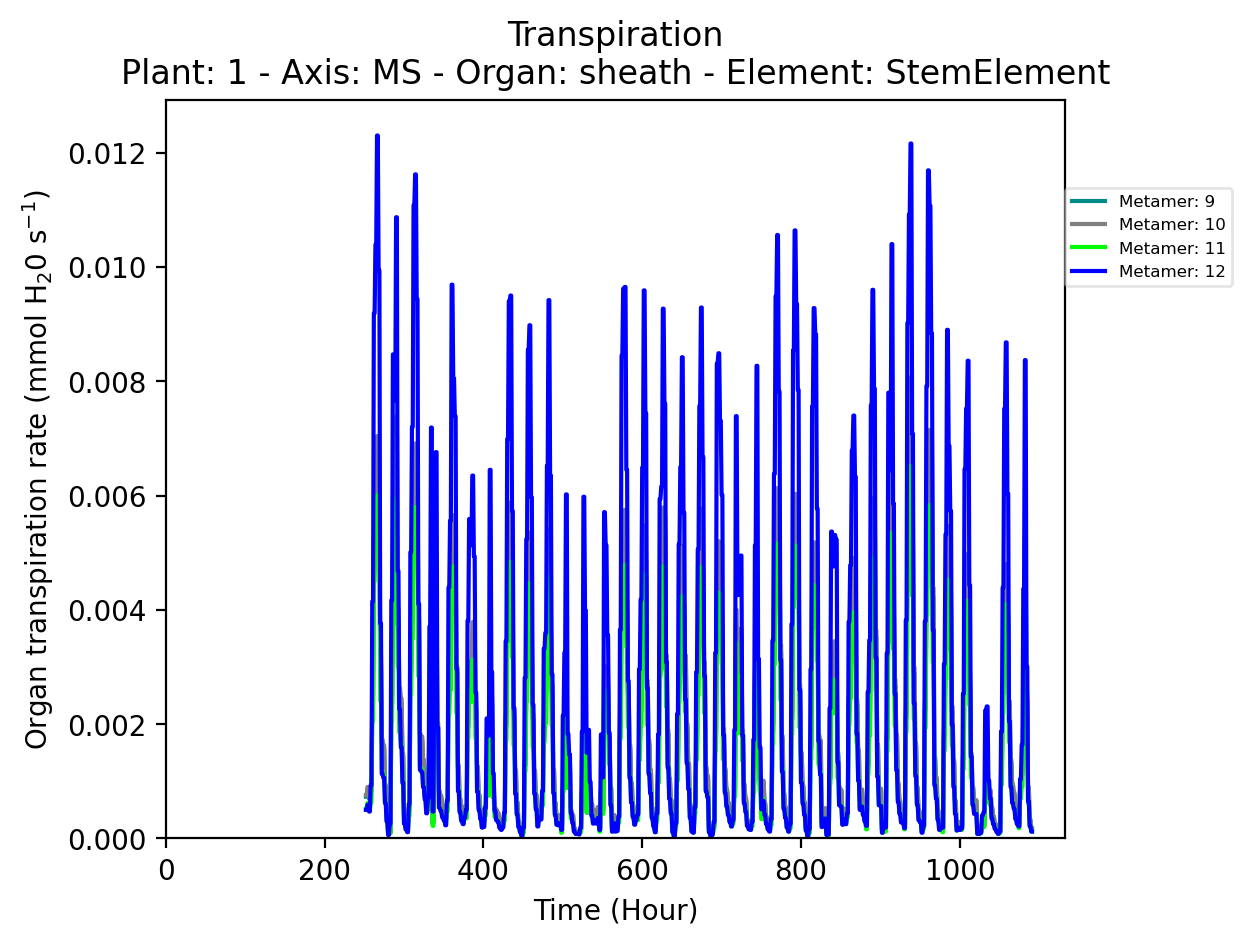 Transpiration
Plant: 1 - Axis: MS - Organ: sheath - Element: StemElement
Organ transpiration rate (mmol H₂0 s⁻¹)
0.012
0.010
0.008
0.006
0.004
0.002
0.000
0 200 400 600 800 1000
Time (Hour)
Metamer: 9
Metamer: 10
Metamer: 11
Metamer: 12